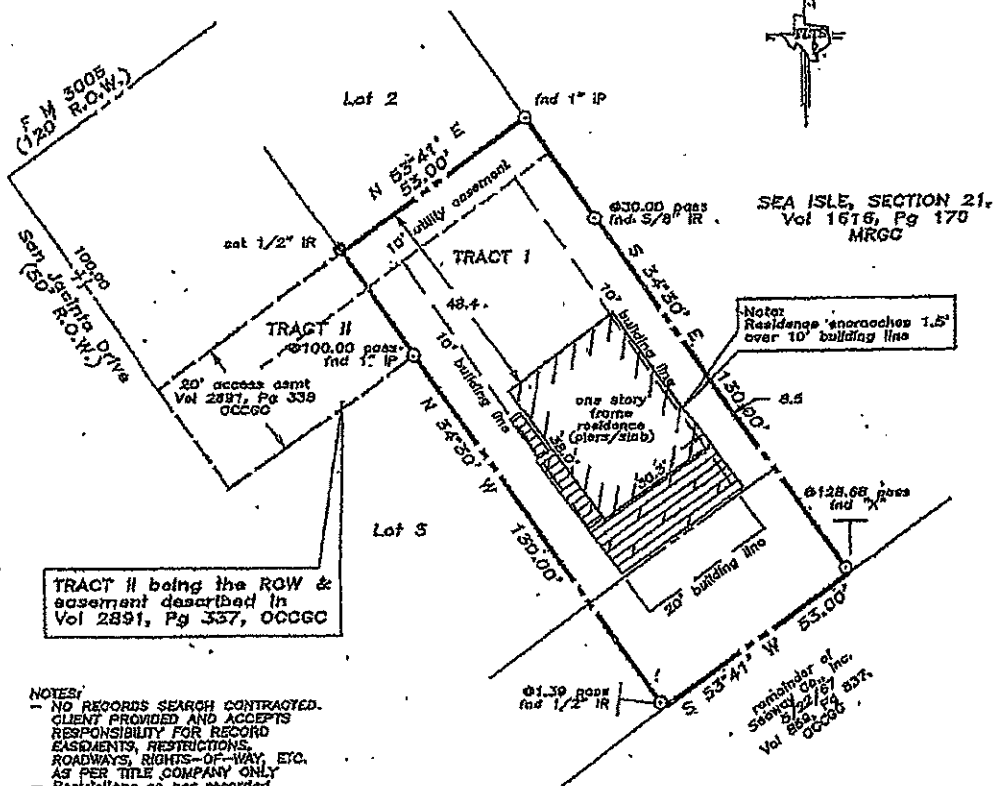 F M 3005
(120' R.O.W.)
Lot 2
fnd 1" IP
N 53°41' E
53.00'
10' utility easement
set 1/2" IR
TRACT I
@30.00 pass
fnd. 5/8" IR
SEA ISLE, SECTION 21,
Vol 1616, Pg 170
MRGC
S 34°30' E
130.00'
San Jacinto Drive
(50' R.O.W.)
100.00
TRACT II
@100.00 pass
fnd 1" IP
20' access esmt
Vol 2891, Pg 338
OCCGC
48.4
10' building line
10' building line
Note:
Residence encroaches 1.5'
over 10' building line
8.5
one story
frame
residence
(piers/slab)
38.0'
30.3'
N 34°30' W
130.00'
@128.68 pass
fnd "X"
Lot 3
TRACT II being the ROW &
easement described in
Vol 2891, Pg 337, OCCGC
20' building line
@1.39 pass
fnd 1/2" IR
S 53°41' W 53.00'
remainder of
Seaway Co., Inc.
5/22/67
Vol 862, Pg 837,
OCCGC
NOTES:
- NO RECORDS SEARCH CONTRACTED.
CLIENT PROVIDED AND ACCEPTS
RESPONSIBILITY FOR RECORD
EASEMENTS, RESTRICTIONS,
ROADWAYS, RIGHTS-OF-WAY, ETC.
AS PER TITLE COMPANY ONLY